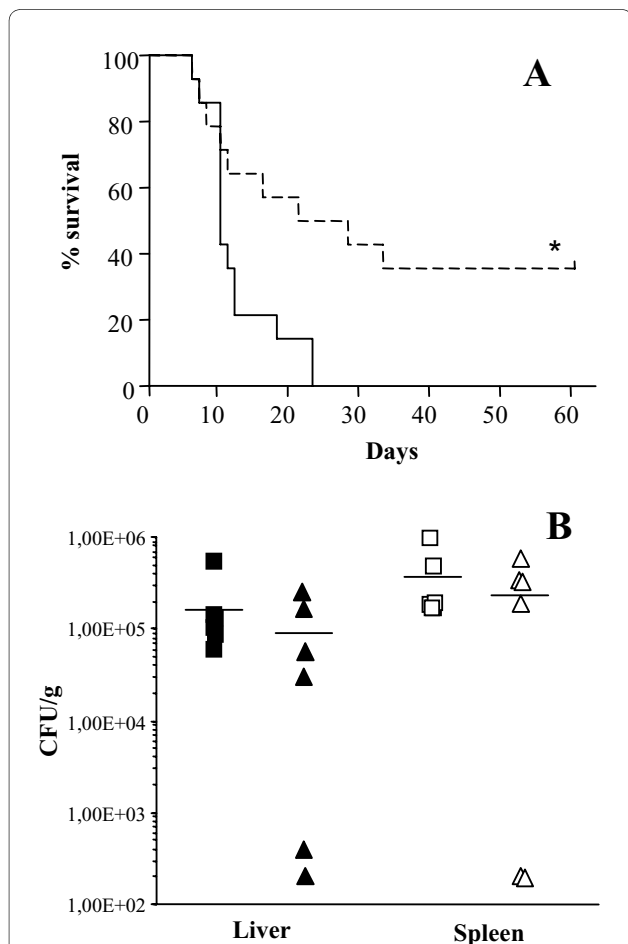 A
100
80
60
40
20
0
% survival
*
0 10 20 30 40 50 60
Days
B
1,00E+06
1,00E+05
1,00E+04
1,00E+03
1,00E+02
CFU/g
Liver Spleen